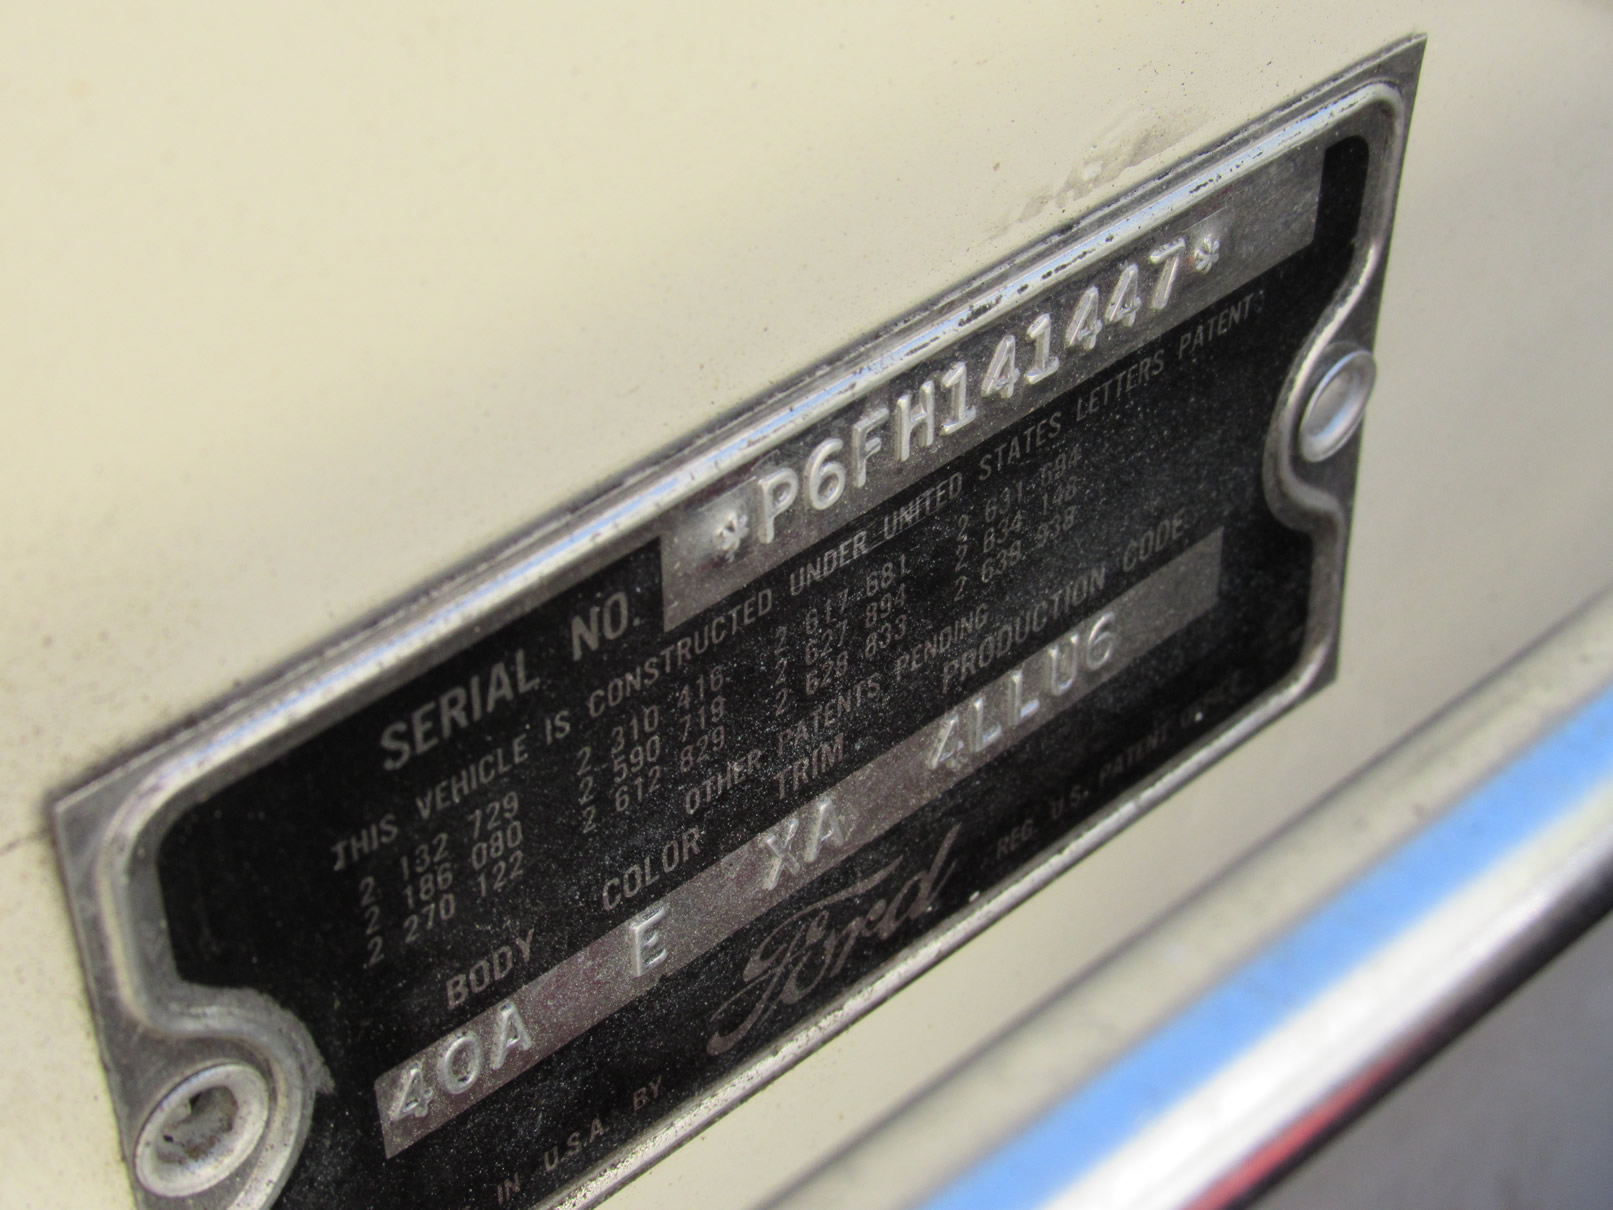 SERIAL NO. *P6FH141447*
THIS VEHICLE IS CONSTRUCTED UNDER UNITED STATES LETTERS PATENTS
2 132 729 2 310 416 2 617 681 2 631 694
2 186 080 2 590 719 2 627 894 2 634 148
2 270 122 2 612 829 2 628 833 2 638 938
OTHER PATENTS PENDING
BODY COLOR TRIM PRODUCTION CODE
40A E XA 4LLU6
IN U.S.A. BY Ford REG. U.S. PATENT OFFICE